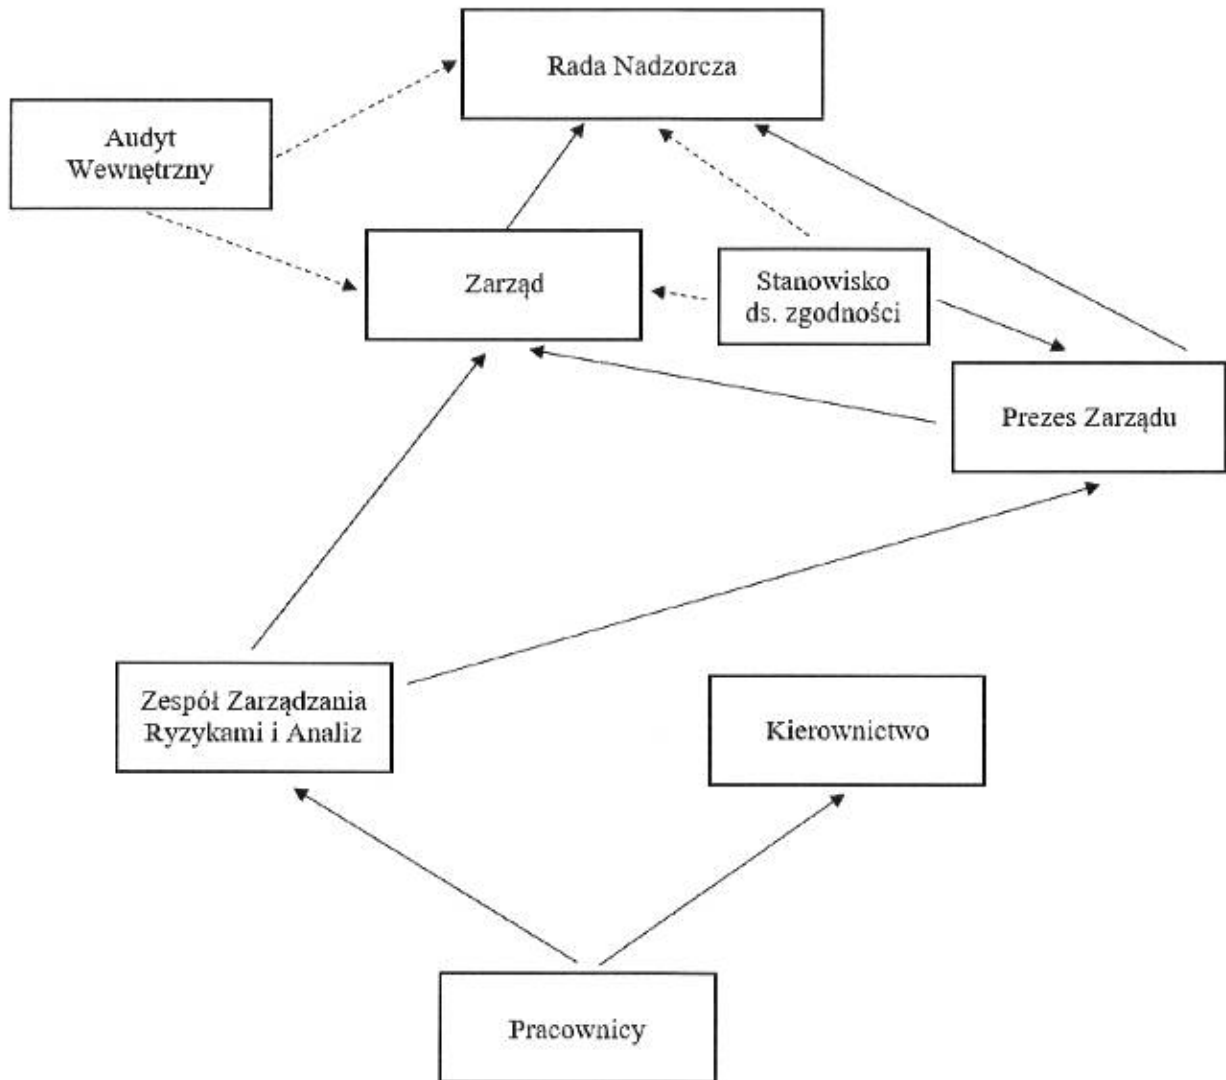 Rada Nadzorcza
Audyt
Wewnętrzny
Zarząd
Stanowisko
ds. zgodności
Prezes Zarządu
Zespół Zarządzania
Ryzykami i Analiz
Kierownictwo
Pracownicy